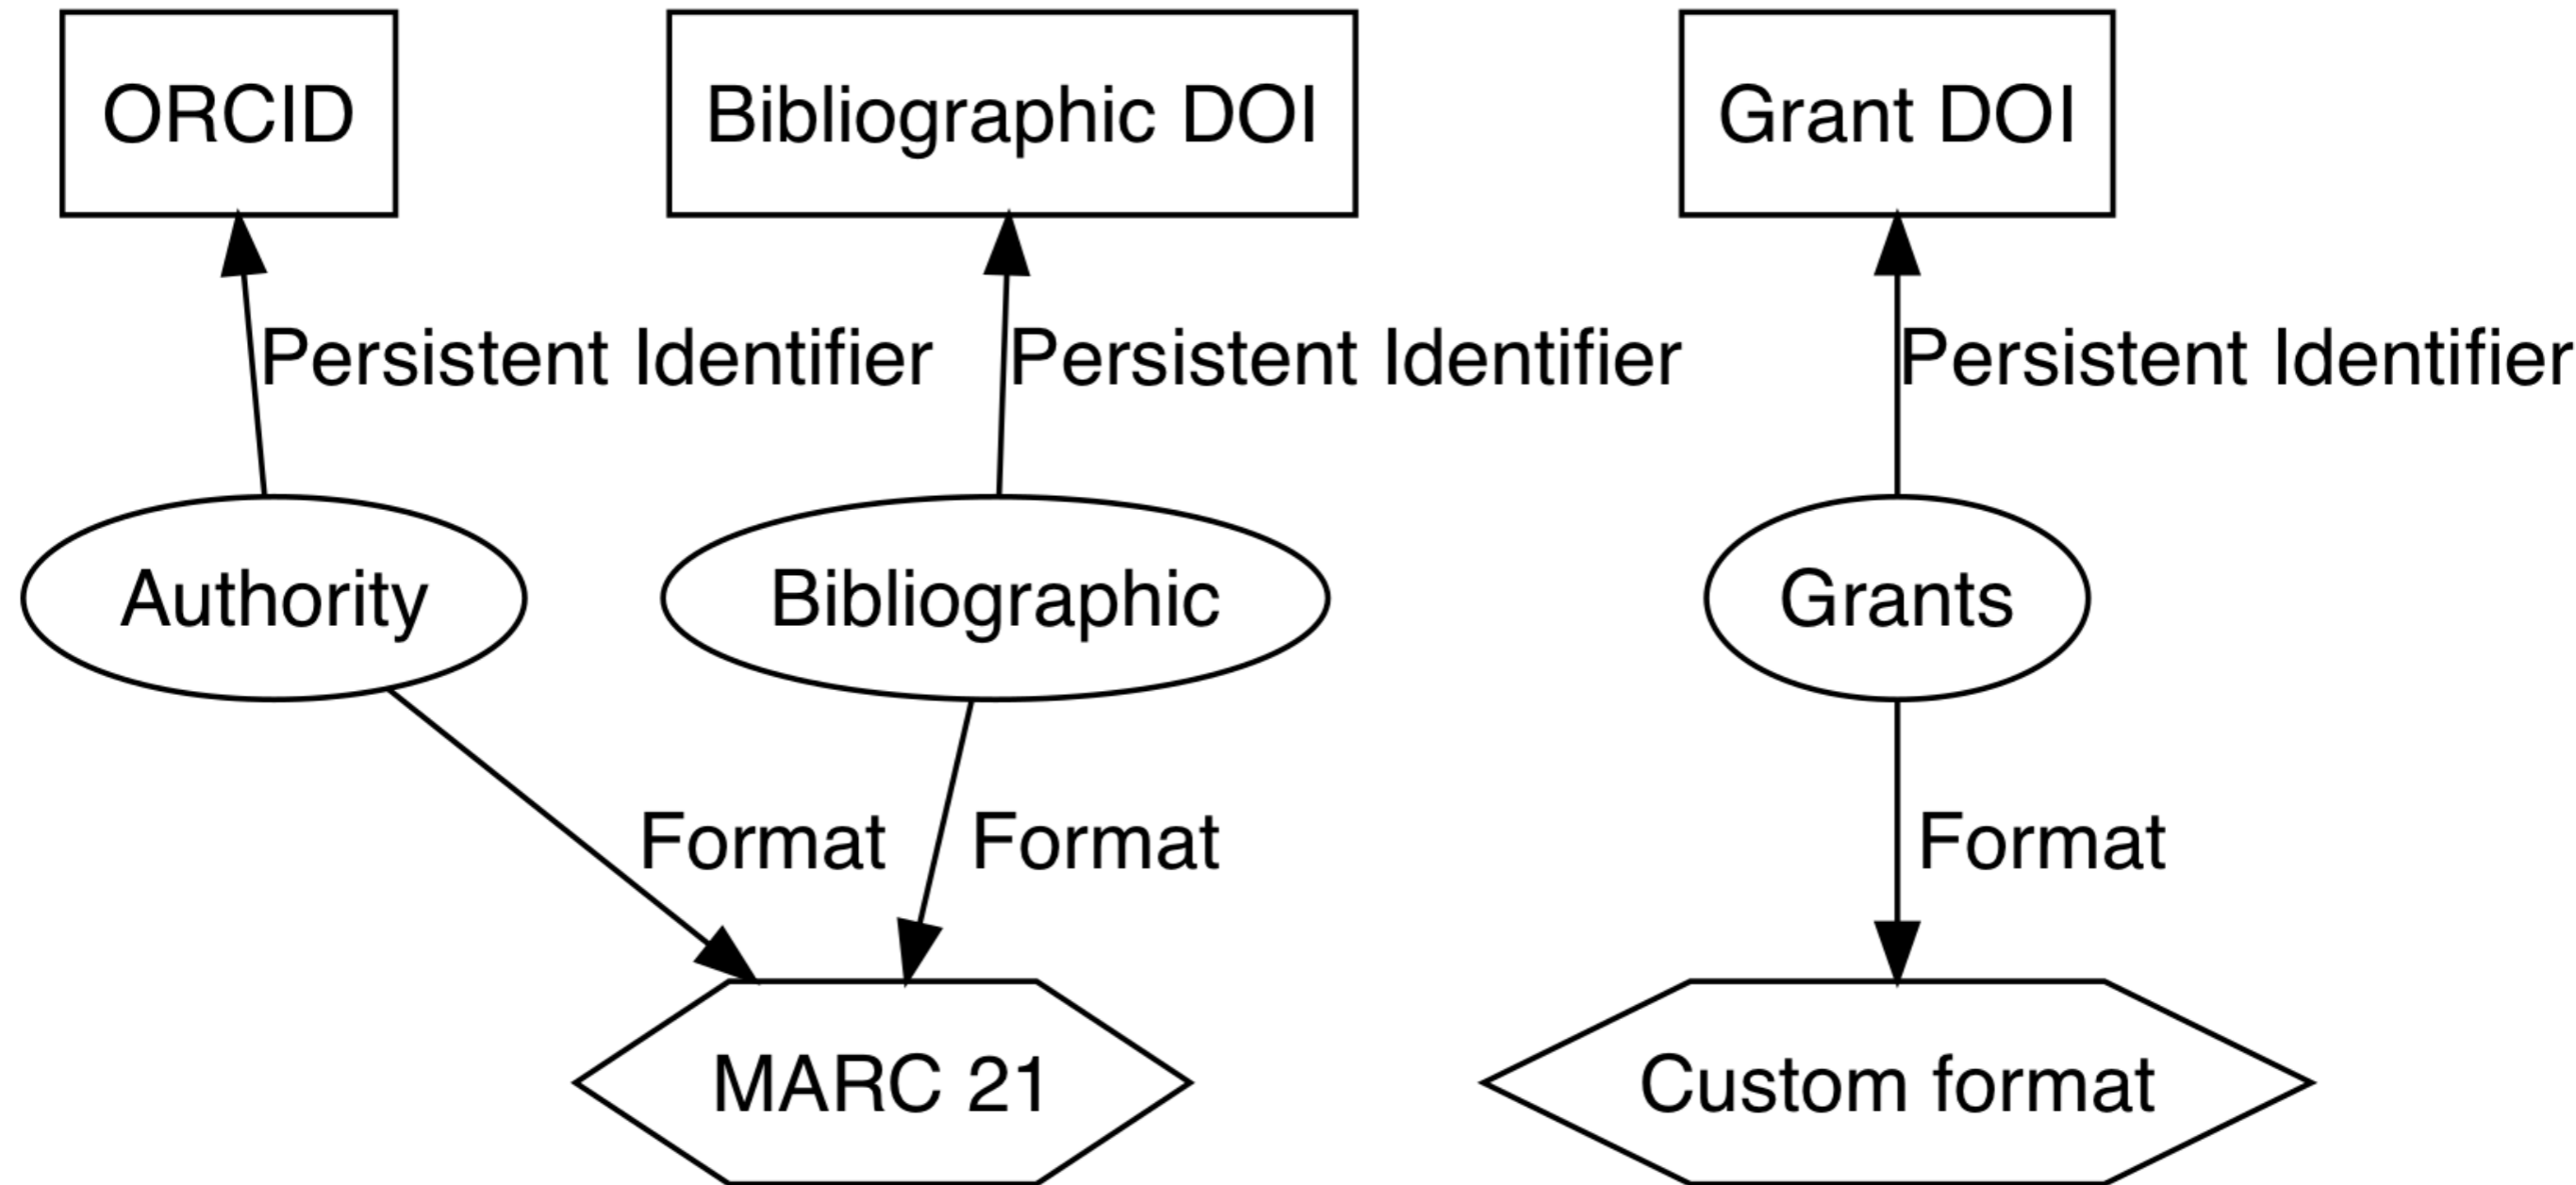 ORCID
Bibliographic DOI
Grant DOI
Persistent Identifier
Persistent Identifier
Persistent Identifier
Authority
Bibliographic
Grants
Format
Format
Format
MARC 21
Custom format